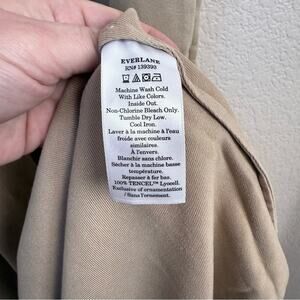 EVERLANE
RN# 139393
Machine Wash Cold
With Like Colors.
Inside Out.
Non-Chlorine Bleach Only.
Tumble Dry Low.
Cool Iron.
Laver à la machine à l'eau
froide avec couleurs
similaires.
À l'envers.
Blanchir sans chlore.
Sécher à la machine basse
température.
Repasser à fer bas.
100% TENCEL™ Lyocell.
Exclusive of ornamentation
/ Sans l'ornement.